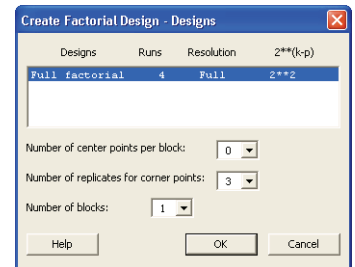 Create Factorial Design - Designs
Designs Runs Resolution 2**(k-p)
Full factorial 4 Full 2**2
Number of center points per block: 0
Number of replicates for corner points: 3
Number of blocks: 1
Help OK Cancel